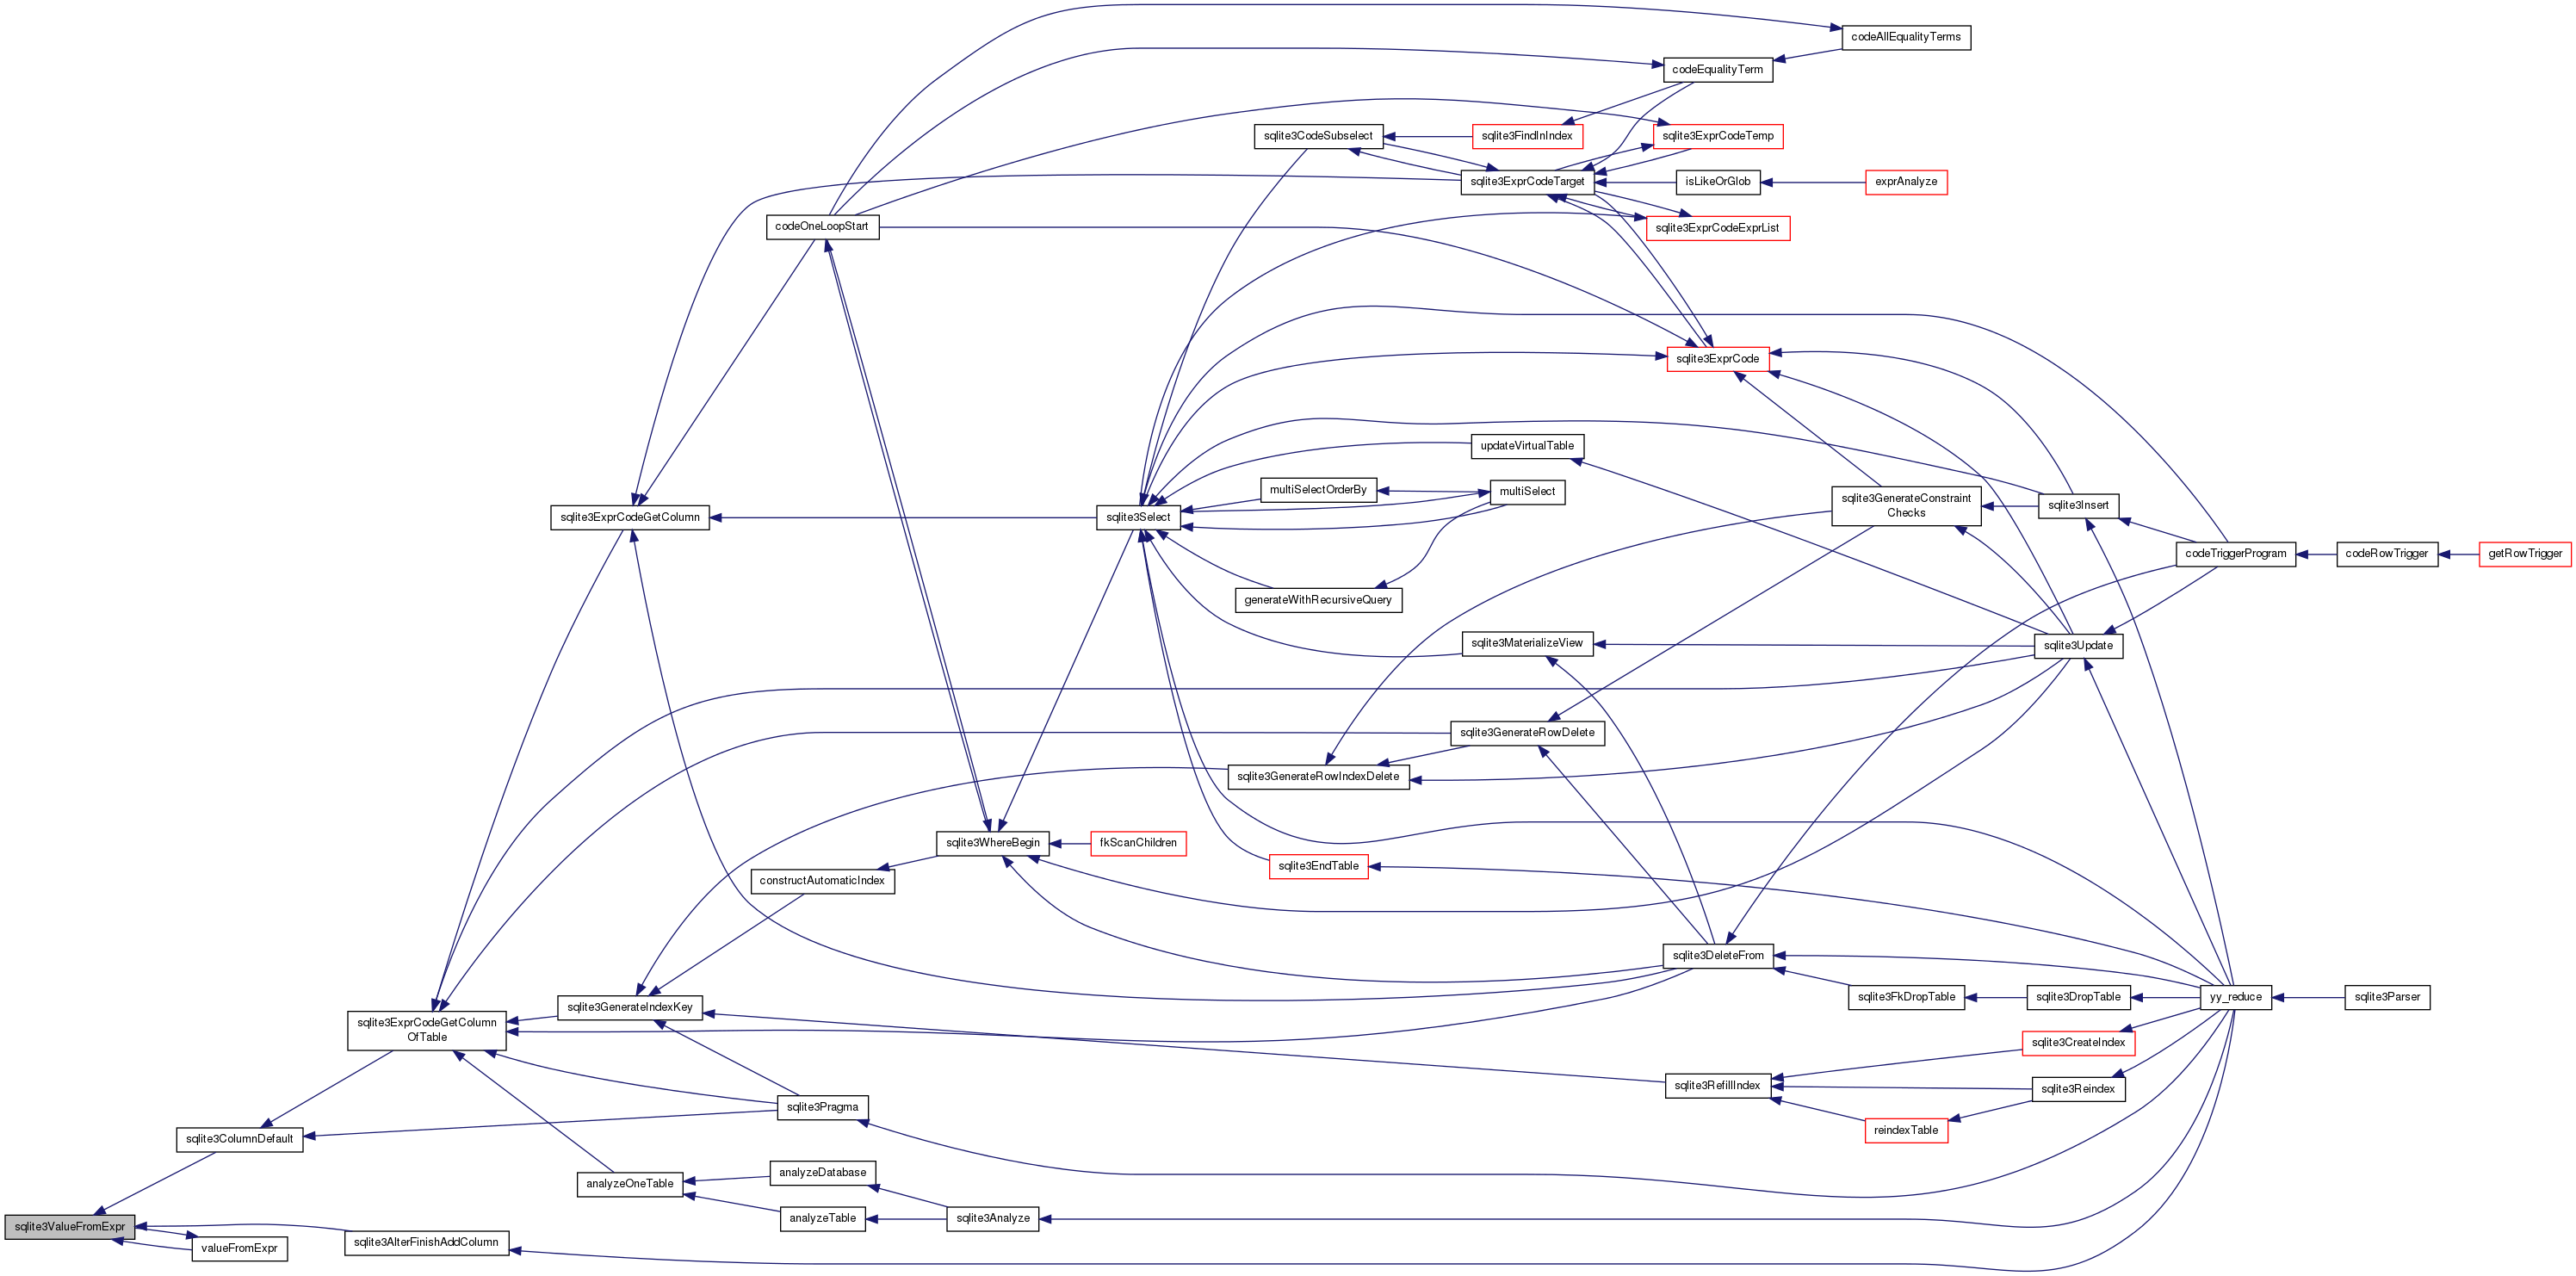 codeAllEqualityTerms
codeEqualityTerm
sqlite3CodeSubselect
sqlite3FindInIndex
sqlite3ExprCodeTemp
sqlite3ExprCodeTarget
isLikeOrGlob
exprAnalyze
codeOneLoopStart
sqlite3ExprCodeExprList
sqlite3ExprCode
updateVirtualTable
multiSelectOrderBy
multiSelect
sqlite3GenerateConstraint
Checks
sqlite3Insert
sqlite3ExprCodeGetColumn
sqlite3Select
codeTriggerProgram
codeRowTrigger
getRowTrigger
generateWithRecursiveQuery
sqlite3MaterializeView
sqlite3Update
sqlite3GenerateRowDelete
sqlite3GenerateRowIndexDelete
sqlite3WhereBegin
fkScanChildren
sqlite3EndTable
constructAutomaticIndex
sqlite3DeleteFrom
sqlite3GenerateIndexKey
sqlite3FkDropTable
sqlite3DropTable
yy_reduce
sqlite3Parser
sqlite3ExprCodeGetColumn
OfTable
sqlite3CreateIndex
sqlite3RefillIndex
sqlite3Reindex
sqlite3Pragma
reindexTable
sqlite3ColumnDefault
analyzeDatabase
analyzeOneTable
analyzeTable
sqlite3Analyze
sqlite3ValueFromExpr
sqlite3AlterFinishAddColumn
valueFromExpr